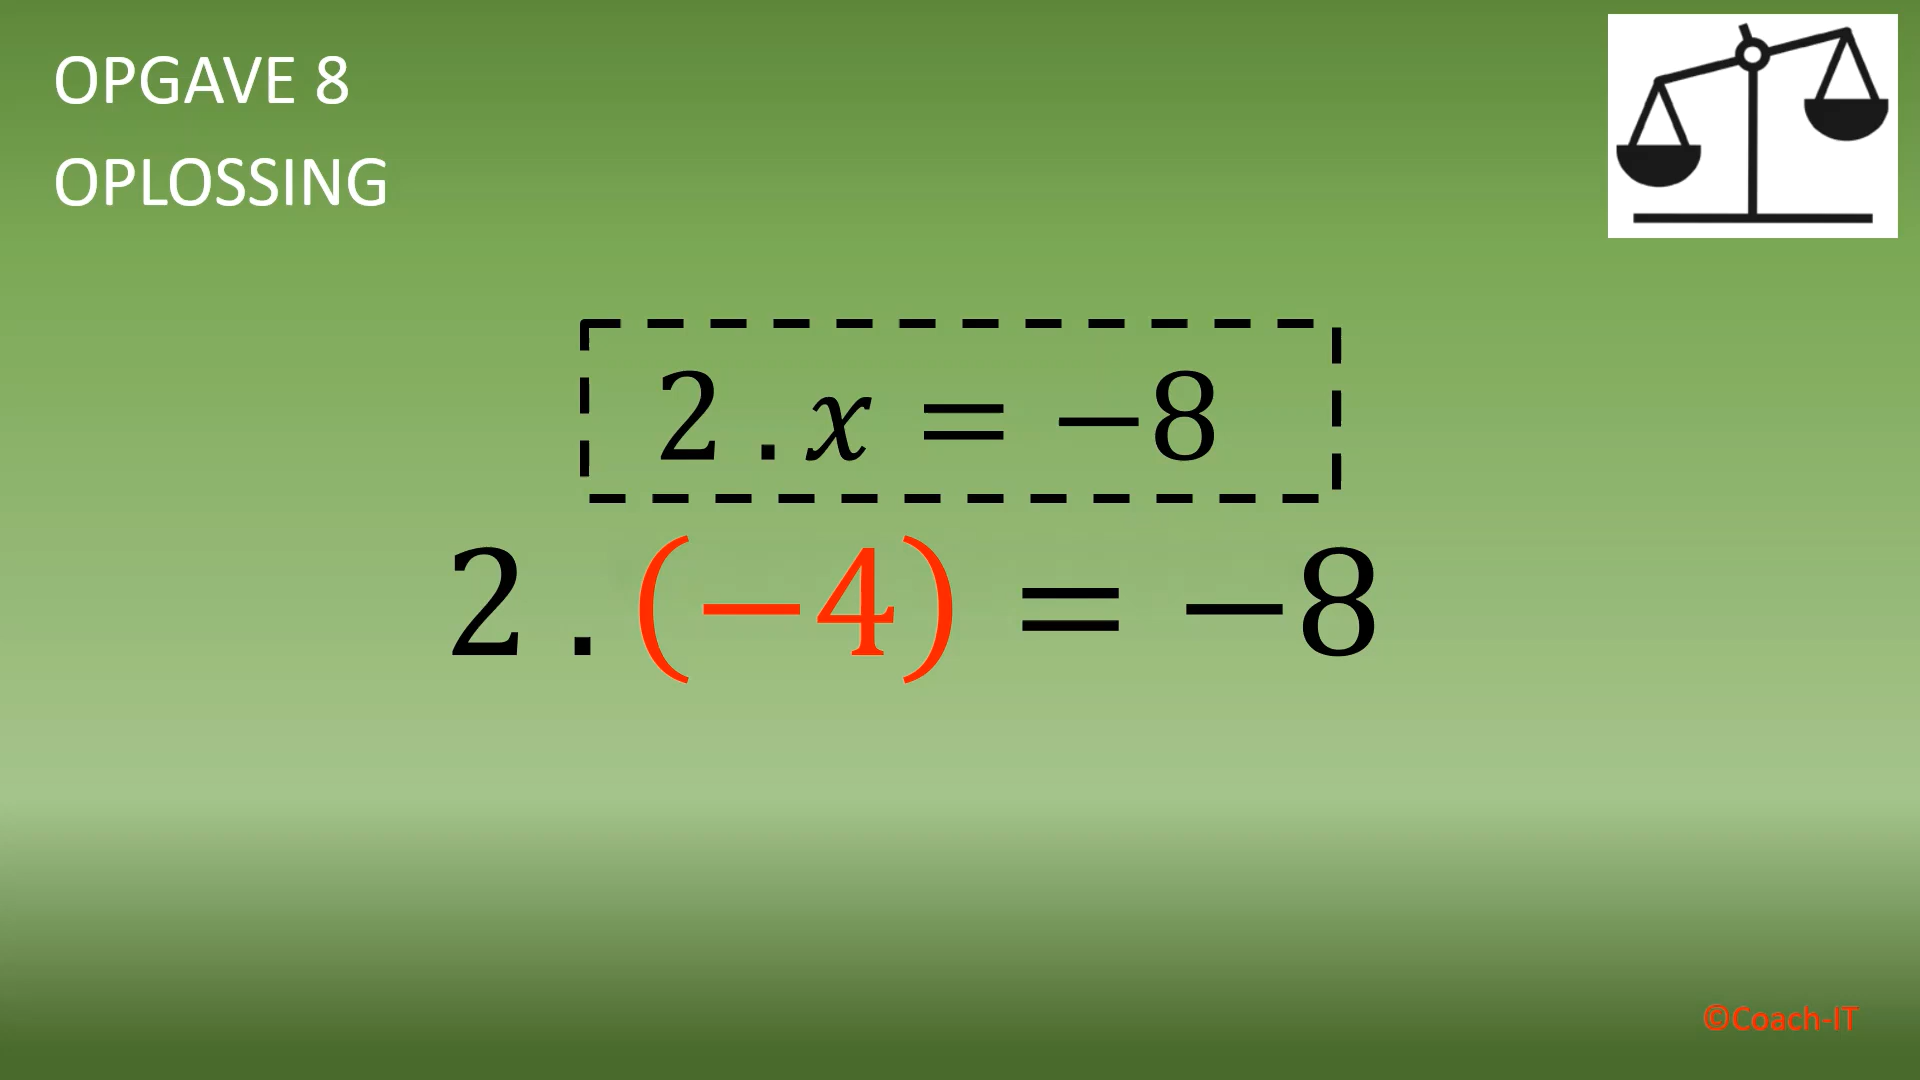 OPGAVE 8
OPLOSSING
2 . x = −8
2 . (−4) = −8
©Coach-IT